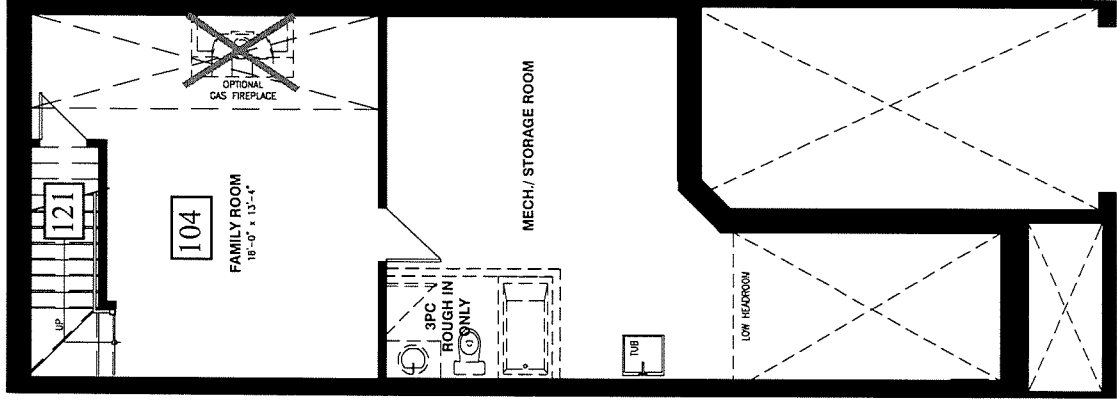 OPTIONAL
GAS FIREPLACE
121
104
FAMILY ROOM
18'-0" x 13'-4"
UP
MECH./ STORAGE ROOM
3PC
ROUGH IN
ONLY
TUB
LOW HEADROOM